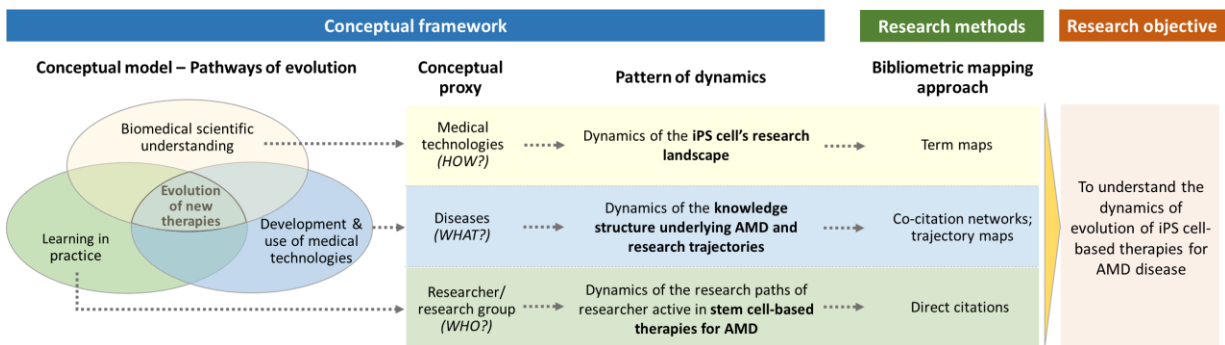 Conceptual framework
Research methods
Research objective
Conceptual model – Pathways of evolution
Conceptual
proxy
Pattern of dynamics
Bibliometric mapping
approach
Biomedical scientific
understanding
Evolution
of new
therapies
Learning in
practice
Development &
use of medical
technologies
Medical
technologies
(HOW?)
Dynamics of the iPS cell's research
landscape
Term maps
Diseases
(WHAT?)
Dynamics of the knowledge
structure underlying AMD and
research trajectories
Co-citation networks;
trajectory maps
Researcher/
research group
(WHO?)
Dynamics of the research paths of
researcher active in stem cell-based
therapies for AMD
Direct citations
To understand the
dynamics of
evolution of iPS cell-
based therapies for
AMD disease